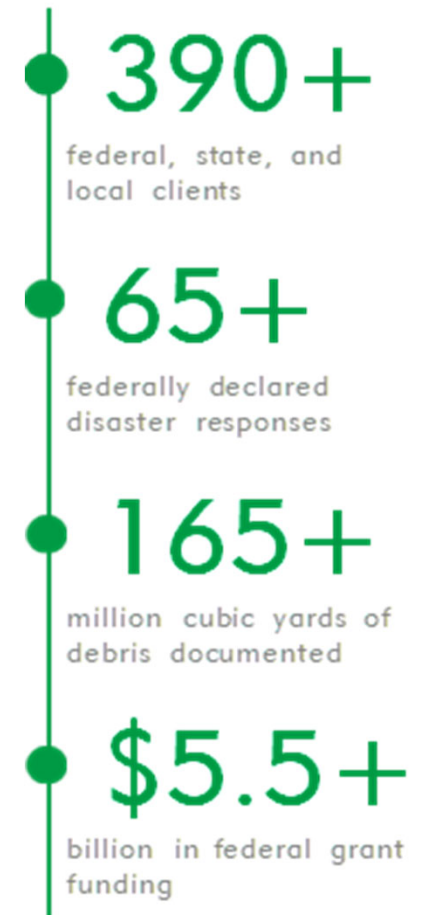 390+
federal, state, and
local clients
65+
federally declared
disaster responses
165+
million cubic yards of
debris documented
$5.5+
billion in federal grant
funding